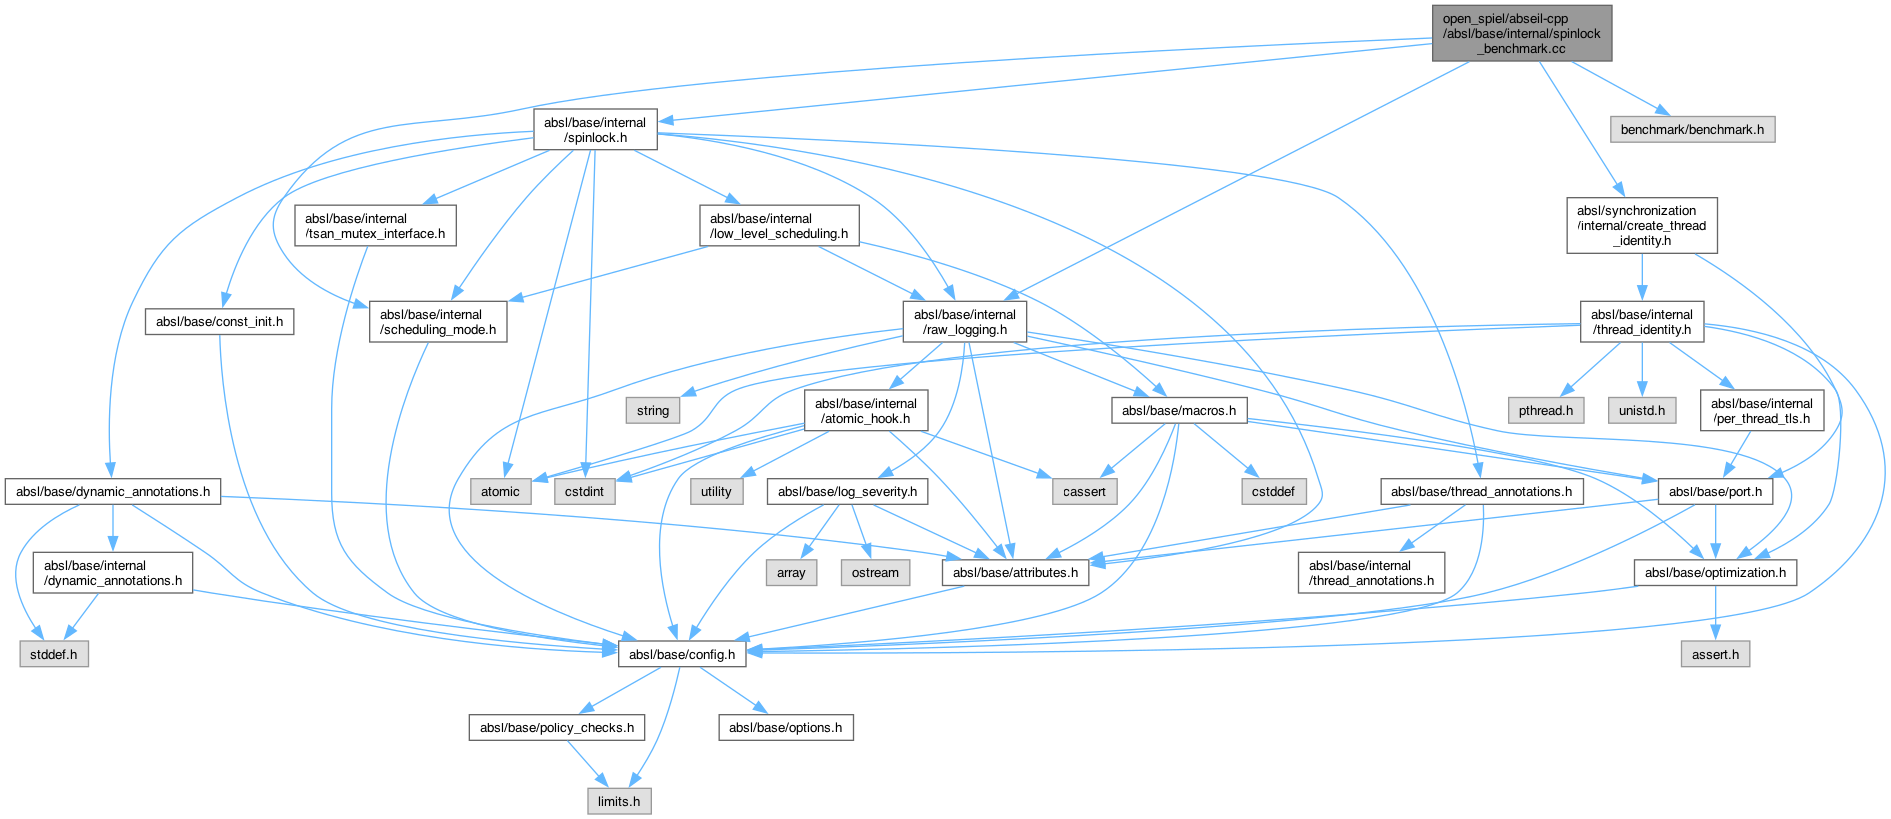 open_spiel/abseil-cpp
/absl/base/internal/spinlock
_benchmark.cc
absl/base/internal
/spinlock.h
benchmark/benchmark.h
absl/base/internal
/tsan_mutex_interface.h
absl/base/internal
/low_level_scheduling.h
absl/synchronization
/internal/create_thread
_identity.h
absl/base/const_init.h
absl/base/internal
/scheduling_mode.h
absl/base/internal
/raw_logging.h
absl/base/internal
/thread_identity.h
string
absl/base/internal
/atomic_hook.h
absl/base/macros.h
pthread.h
unistd.h
absl/base/internal
/per_thread_tls.h
absl/base/dynamic_annotations.h
atomic
cstdint
utility
absl/base/log_severity.h
cassert
cstddef
absl/base/thread_annotations.h
absl/base/port.h
absl/base/internal
/dynamic_annotations.h
array
ostream
absl/base/attributes.h
absl/base/internal
/thread_annotations.h
absl/base/optimization.h
stddef.h
absl/base/config.h
assert.h
absl/base/policy_checks.h
absl/base/options.h
limits.h